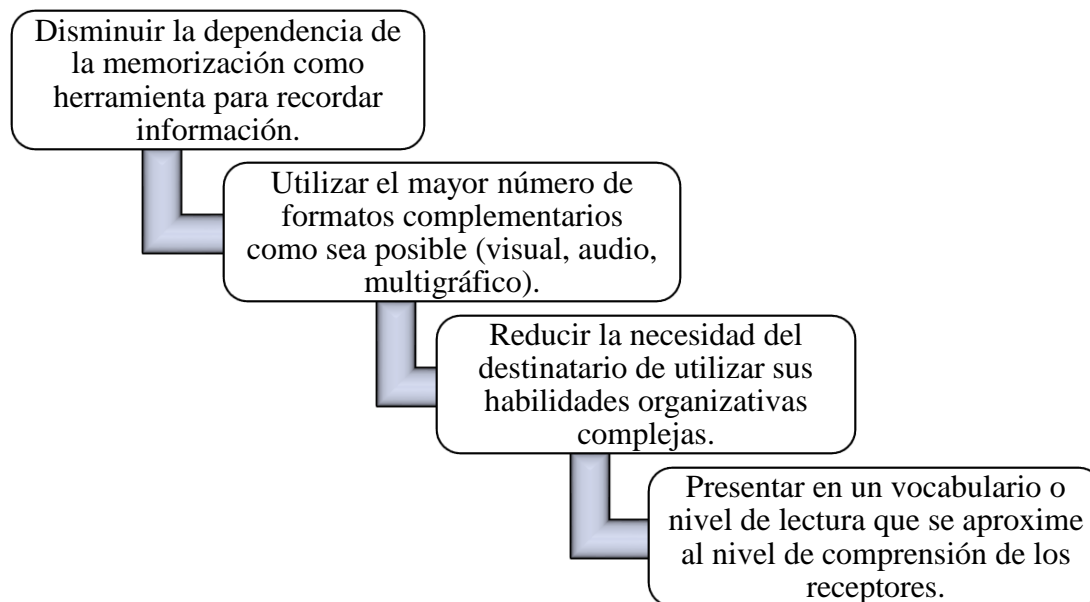 Disminuir la dependencia de
la memorización como
herramienta para recordar
información.
Utilizar el mayor número de
formatos complementarios
como sea posible (visual, audio,
multigráfico).
Reducir la necesidad del
destinatario de utilizar sus
habilidades organizativas
complejas.
Presentar en un vocabulario o
nivel de lectura que se aproxime
al nivel de comprensión de los
receptores.